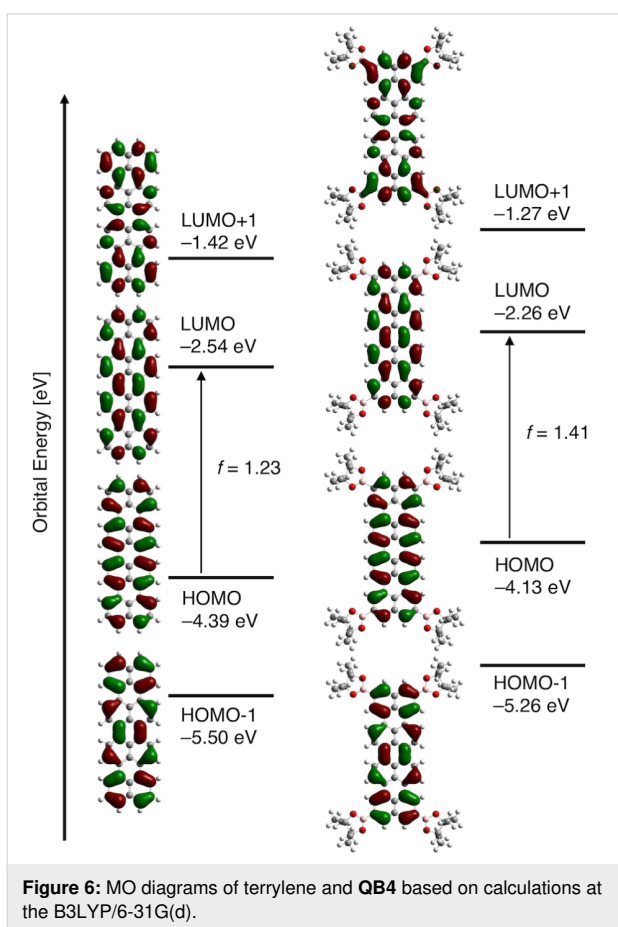 Orbital Energy [eV]
LUMO+1
−1.42 eV
LUMO
−2.54 eV
f = 1.23
HOMO
−4.39 eV
HOMO-1
−5.50 eV
LUMO+1
−1.27 eV
LUMO
−2.26 eV
f = 1.41
HOMO
−4.13 eV
HOMO-1
−5.26 eV
Figure 6: MO diagrams of terrylene and QB4 based on calculations at
the B3LYP/6-31G(d).